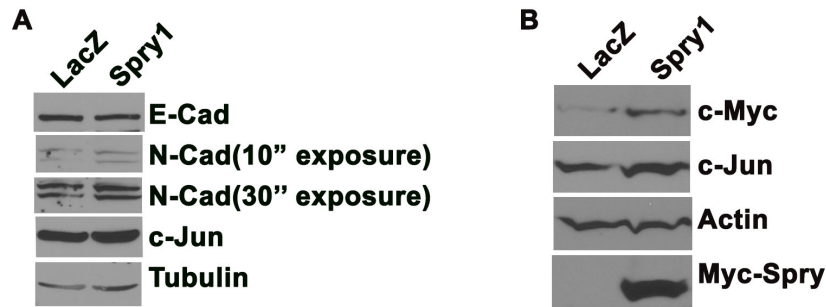 A
LacZ
Spry1
E-Cad
N-Cad(10” exposure)
N-Cad(30’’ exposure)
c-Jun
Tubulin
B
LacZ
Spry1
c-Myc
c-Jun
Actin
Myc-Spry